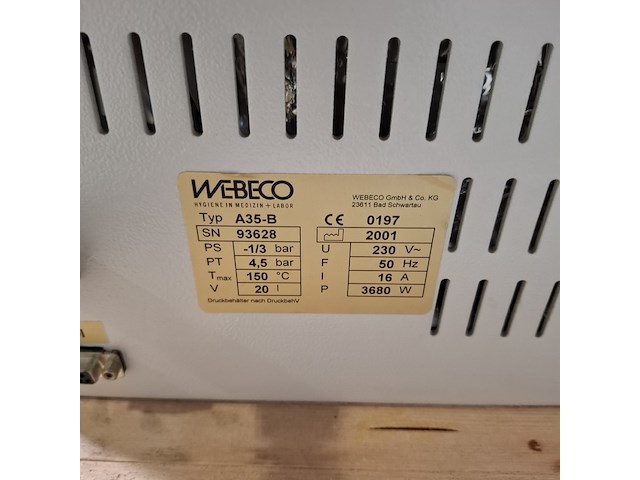 WEBECO
HYGIENE IN MEDIZIN + LABOR
WEBECO GmbH & Co. KG
23611 Bad Schwartau
Typ A35-B CE 0197
SN 93628 2001
PS -1/3 bar U 230 V~
PT 4,5 bar F 50 Hz
Tmax 150 °C I 16 A
V 20 l P 3680 W
Druckbehälter nach DruckbehV